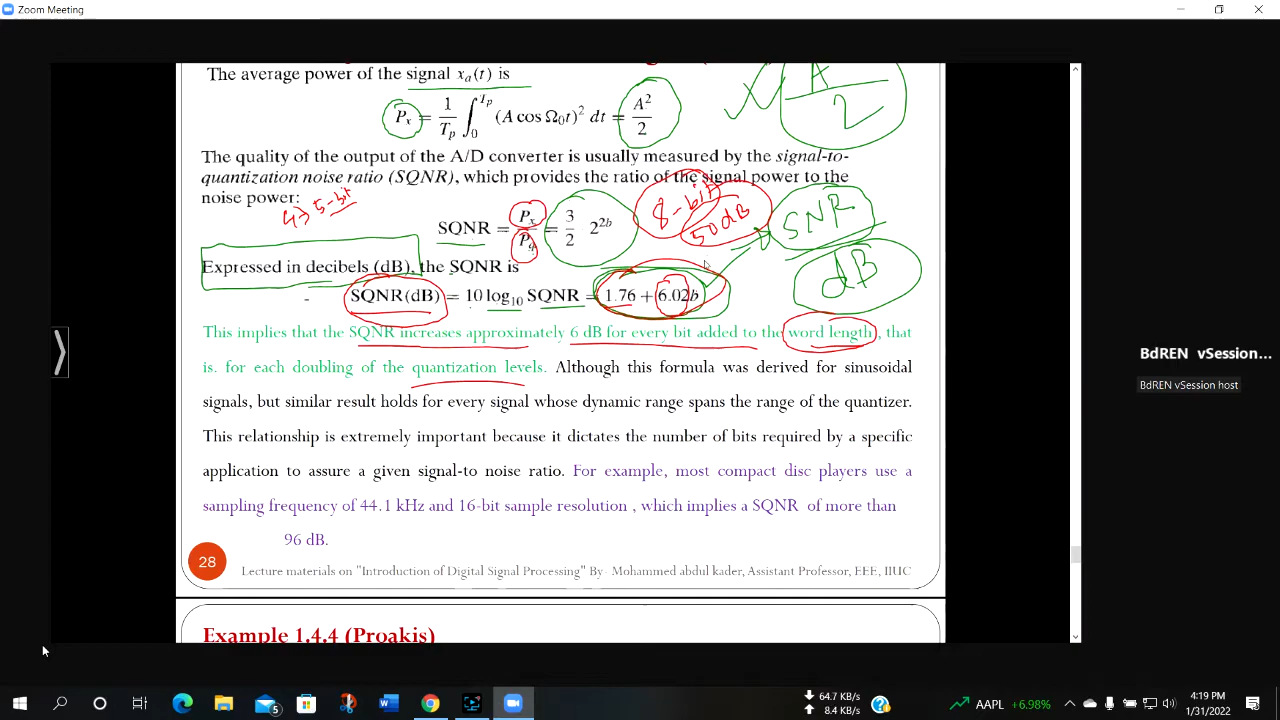 Zoom Meeting
The average power of the signal xₐ(t) is
Pₓ = 1/Tₚ ∫₀^Tₚ (A cos Ω₀t)² dt = A²/2
A
2
The quality of the output of the A/D converter is usually measured by the signal-to-
quantization noise ratio (SQNR), which provides the ratio of the signal power to the
noise power:
5-bit
8-bit
50dB
SNR
dB
SQNR = Pₓ/P_q = 3/2 2^2b
Expressed in decibels (dB), the SQNR is
SQNR(dB) = 10 log₁₀ SQNR = 1.76 + 6.02b
This implies that the SQNR increases approximately 6 dB for every bit added to the word length, that
is. for each doubling of the quantization levels. Although this formula was derived for sinusoidal
signals, but similar result holds for every signal whose dynamic range spans the range of the quantizer.
This relationship is extremely important because it dictates the number of bits required by a specific
application to assure a given signal-to noise ratio. For example, most compact disc players use a
sampling frequency of 44.1 kHz and 16-bit sample resolution , which implies a SQNR of more than
96 dB.
28
Lecture materials on "Introduction of Digital Signal Processing" By- Mohammed abdul kader, Assistant Professor, EEE, IIUC
Example 1.4.4 (Proakis)
BdREN vSession...
BdREN vSession host
5
W
64.7 KB/s
8.4 KB/s
AAPL +6.98%
4:19 PM
1/31/2022